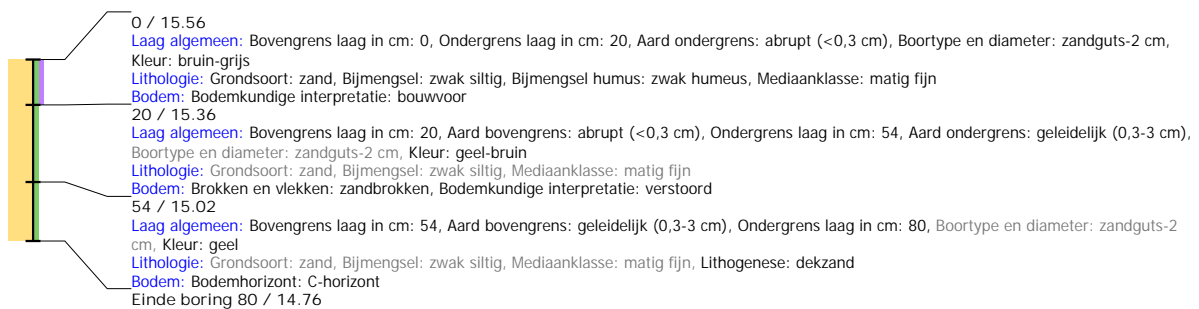 0 / 15.56
Laag algemeen: Bovengrens laag in cm: 0, Ondergrens laag in cm: 20, Aard ondergrens: abrupt (<0,3 cm), Boortype en diameter: zandguts-2 cm,
Kleur: bruin-grijs
Lithologie: Grondsoort: zand, Bijmengsel: zwak siltig, Bijmengsel humus: zwak humeus, Mediaanklasse: matig fijn
Bodem: Bodemkundige interpretatie: bouwvoor
20 / 15.36
Laag algemeen: Bovengrens laag in cm: 20, Aard bovengrens: abrupt (<0,3 cm), Ondergrens laag in cm: 54, Aard ondergrens: geleidelijk (0,3-3 cm),
Boortype en diameter: zandguts-2 cm, Kleur: geel-bruin
Lithologie: Grondsoort: zand, Bijmengsel: zwak siltig, Mediaanklasse: matig fijn
Bodem: Brokken en vlekken: zandbrokken, Bodemkundige interpretatie: verstoord
54 / 15.02
Laag algemeen: Bovengrens laag in cm: 54, Aard bovengrens: geleidelijk (0,3-3 cm), Ondergrens laag in cm: 80, Boortype en diameter: zandguts-2
cm, Kleur: geel
Lithologie: Grondsoort: zand, Bijmengsel: zwak siltig, Mediaanklasse: matig fijn, Lithogenese: dekzand
Bodem: Bodemhorizont: C-horizont
Einde boring 80 / 14.76